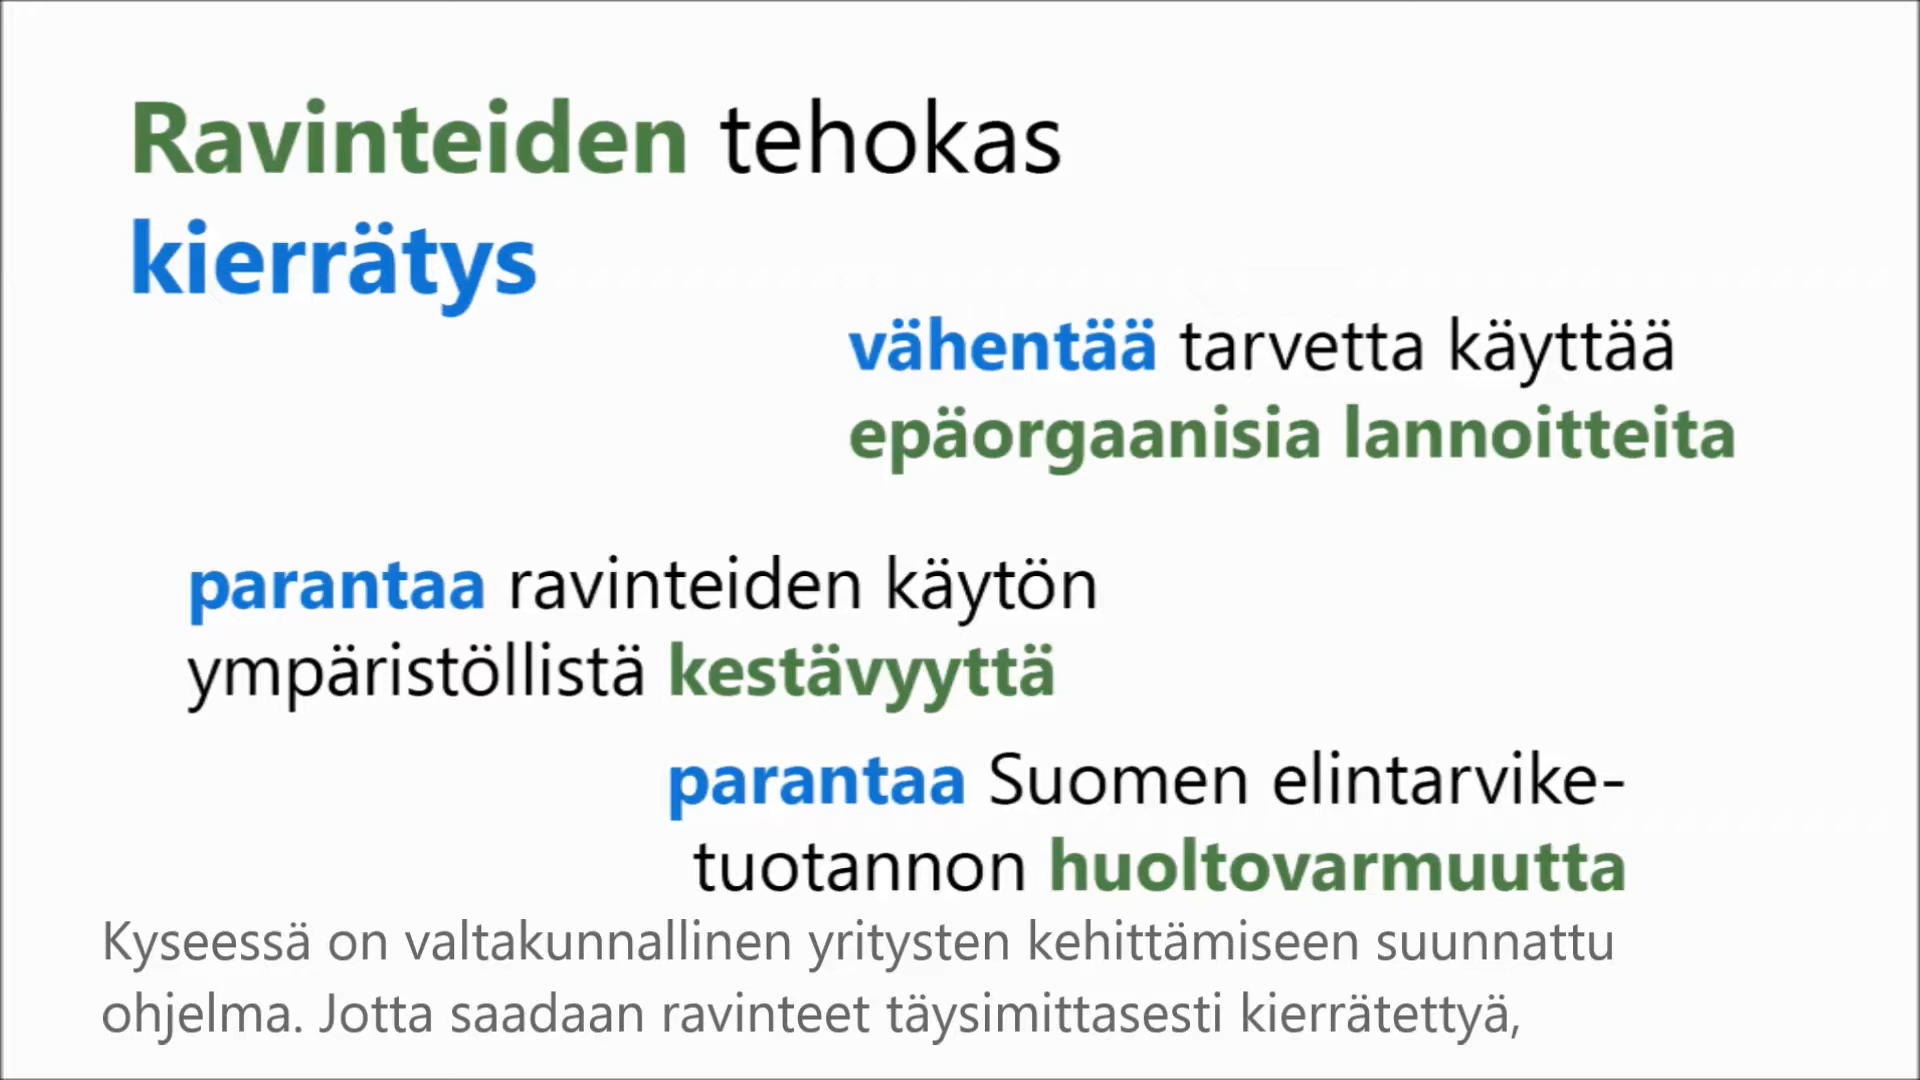 Ravinteiden tehokas
kierrätys
vähentää tarvetta käyttää
epäorgaanisia lannoitteita
parantaa ravinteiden käytön
ympäristöllistä kestävyyttä
parantaa Suomen elintarvike-
tuotannon huoltovarmuutta
Kyseessä on valtakunnallinen yritysten kehittämiseen suunnattu
ohjelma. Jotta saadaan ravinteet täysimittasesti kierrätettyä,